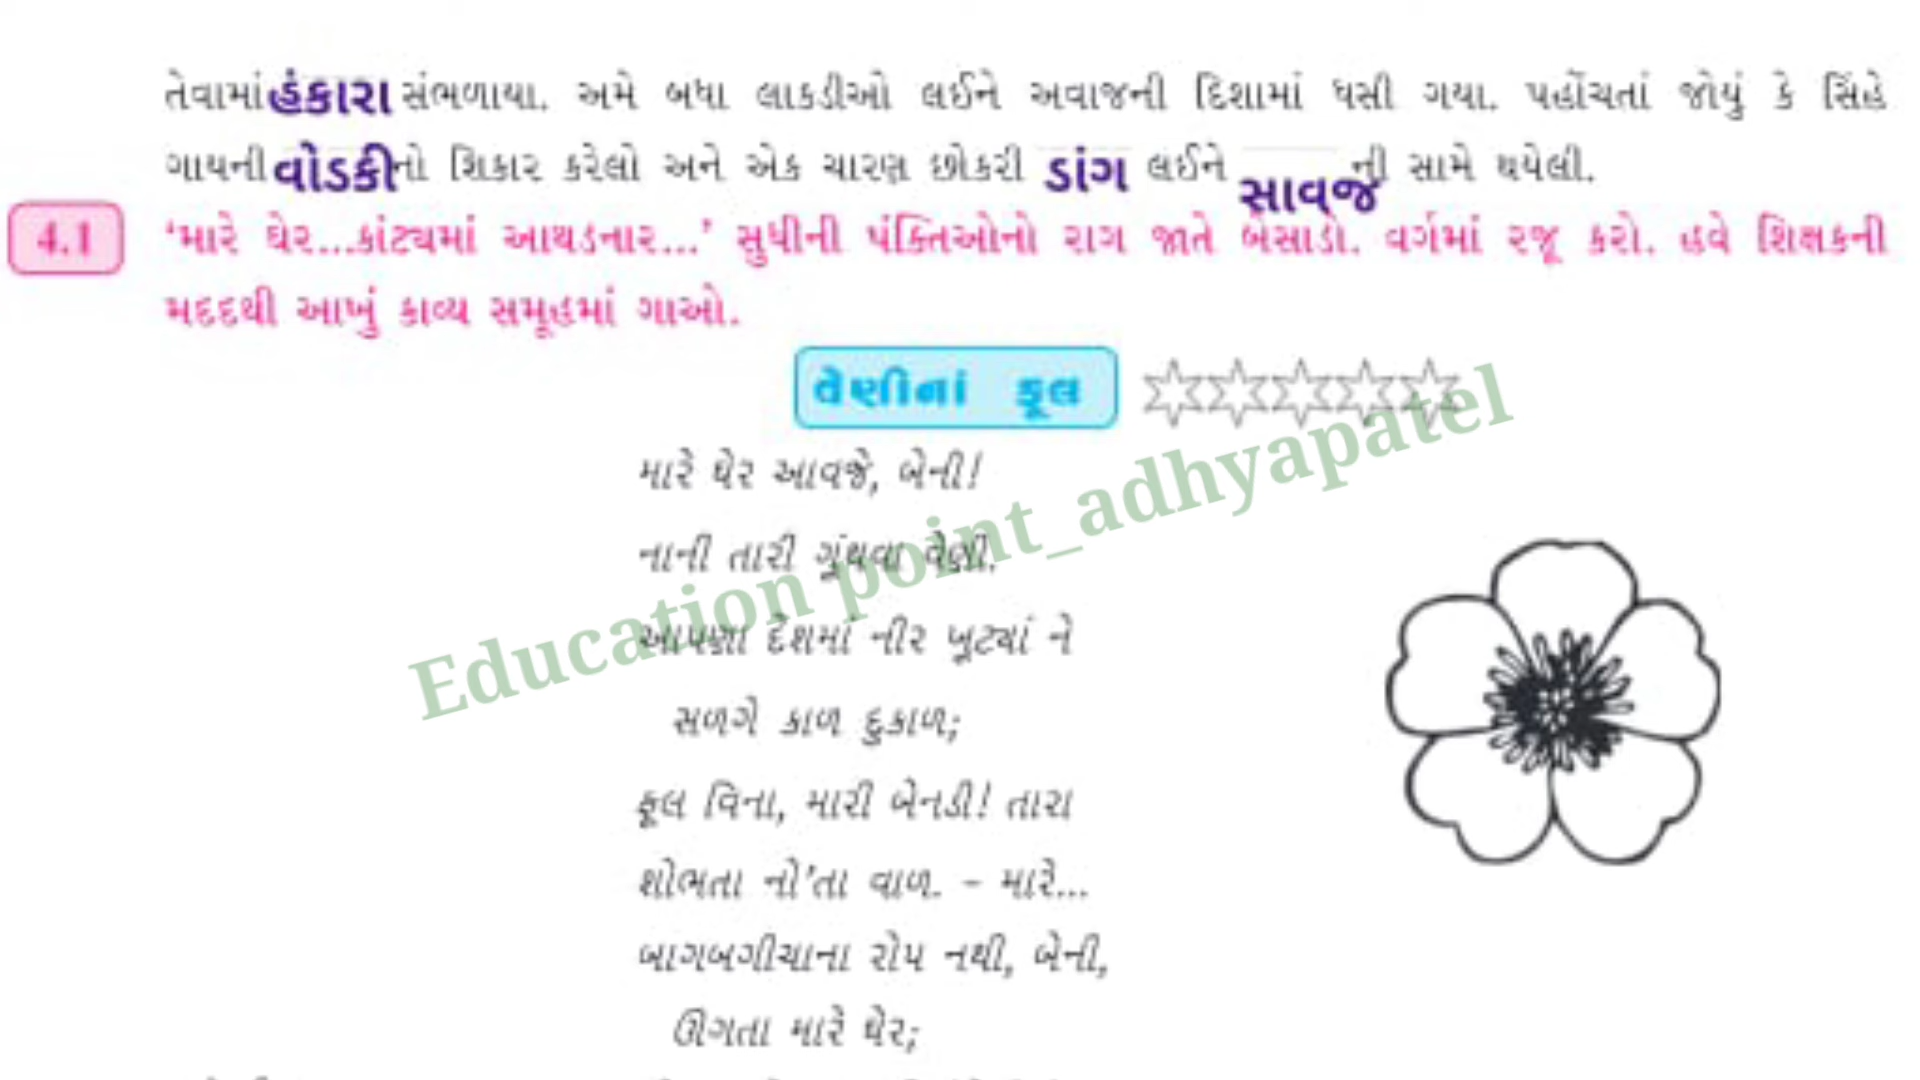 તેવામાં હંકારા સંભળાયા. અમે બધા લાકડીઓ લઈને અવાજની દિશામાં ધસી ગયા. પહોંચતાં જોયું કે સિંહે
ગાયની વોડકીનો શિકાર કરેલો અને એક ચારણ છોકરી ડાંગ લઈને સાવજની સામે થયેલી.
4.1 ‘મારે ઘેર...કાંટ્યમાં આથડનાર...’ સુધીની પંક્તિઓનો રાગ જાતે બેસાડો. વર્ગમાં રજૂ કરો. હવે શિક્ષકની
મદદથી આખું કાવ્ય સમૂહમાં ગાઓ.
વેણીનાં ફૂલ
મારે ઘેર આવજે, બેની!
નાની તારી ગૂંથવા વેણી.
આપણા દેશમાં નીર ખૂટ્યાં ને
સળગે કાળ દુકાળ;
ફૂલ વિના, મારી બેનડી! તારા
શોભતા નો’તા વાળ. – મારે...
બાગબગીચાના રોપ નથી, બેની,
ઊગતા મારે ઘેર;
Education point_adhyapatel